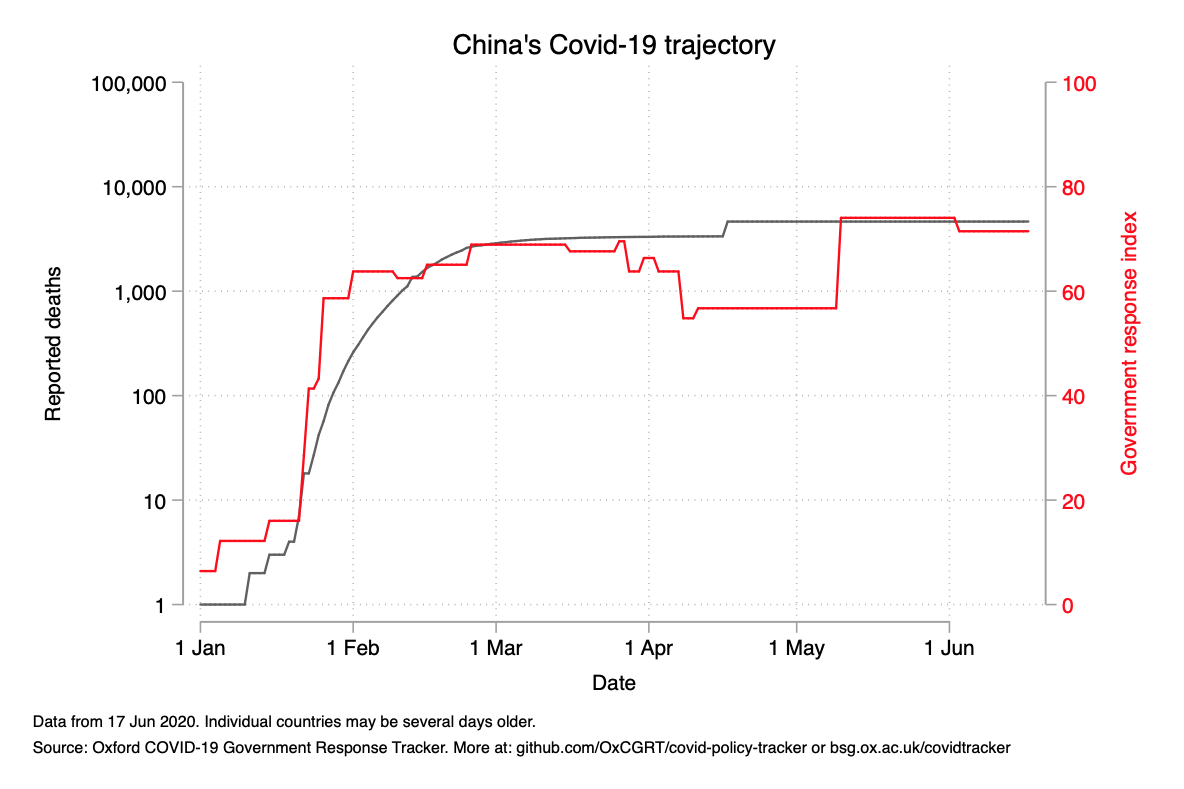 China's Covid-19 trajectory
100,000
10,000
1,000
100
10
1
Reported deaths
100
80
60
40
20
0
Government response index
1 Jan
1 Feb
1 Mar
1 Apr
1 May
1 Jun
Date
Data from 17 Jun 2020. Individual countries may be several days older.
Source: Oxford COVID-19 Government Response Tracker. More at: github.com/OxCGRT/covid-policy-tracker or bsg.ox.ac.uk/covidtracker